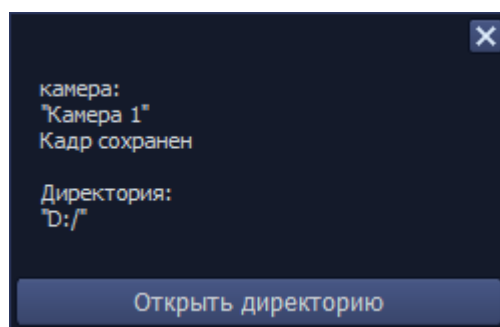 камера:
"Камера 1"
Кадр сохранен
Директория:
"D:/"
Открыть директорию